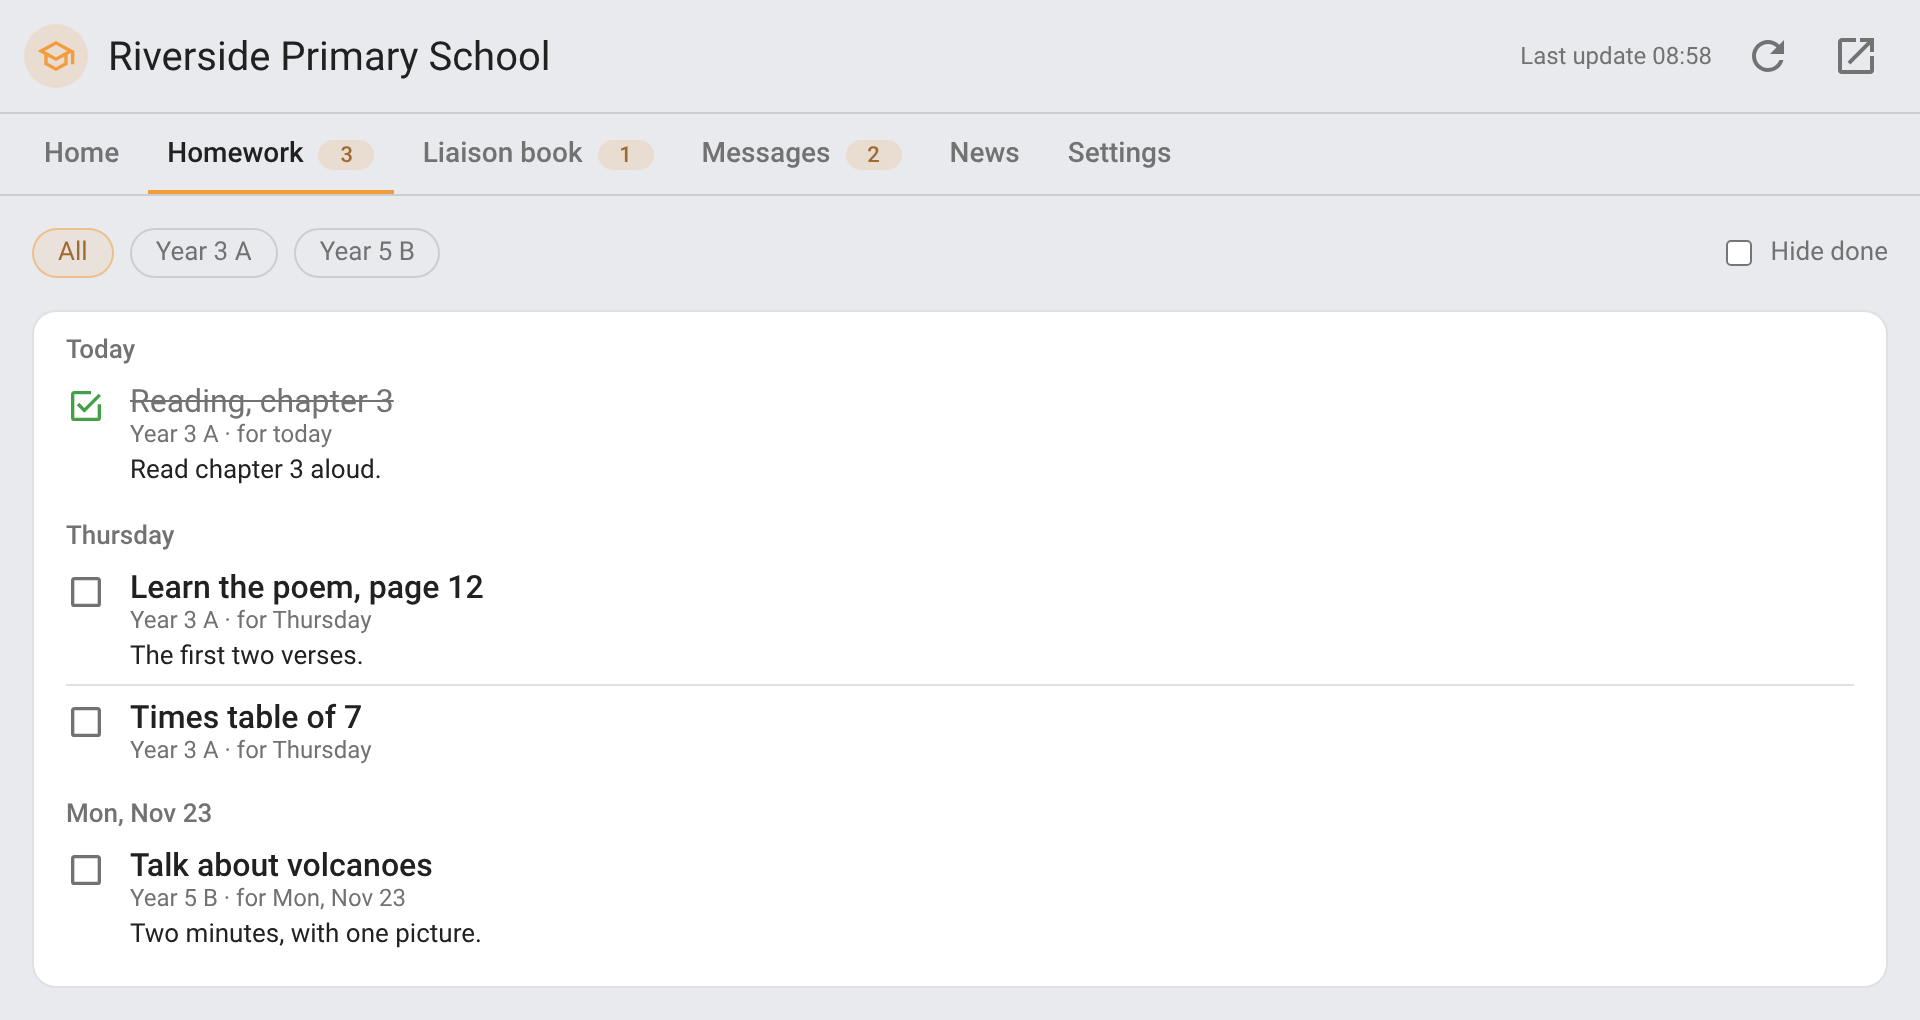 Riverside Primary School
Last update 08:58
Home
Homework 3
Liaison book 1
Messages 2
News
Settings
All
Year 3 A
Year 5 B
Hide done
Today
Reading, chapter 3
Year 3 A · for today
Read chapter 3 aloud.
Thursday
Learn the poem, page 12
Year 3 A · for Thursday
The first two verses.
Times table of 7
Year 3 A · for Thursday
Mon, Nov 23
Talk about volcanoes
Year 5 B · for Mon, Nov 23
Two minutes, with one picture.